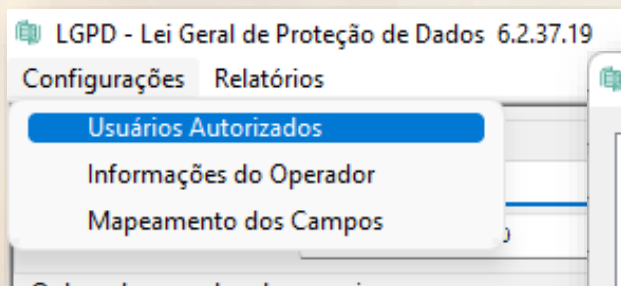 LGPD - Lei Geral de Proteção de Dados 6.2.37.19
Configurações Relatórios
Usuários Autorizados
Informações do Operador
Mapeamento dos Campos